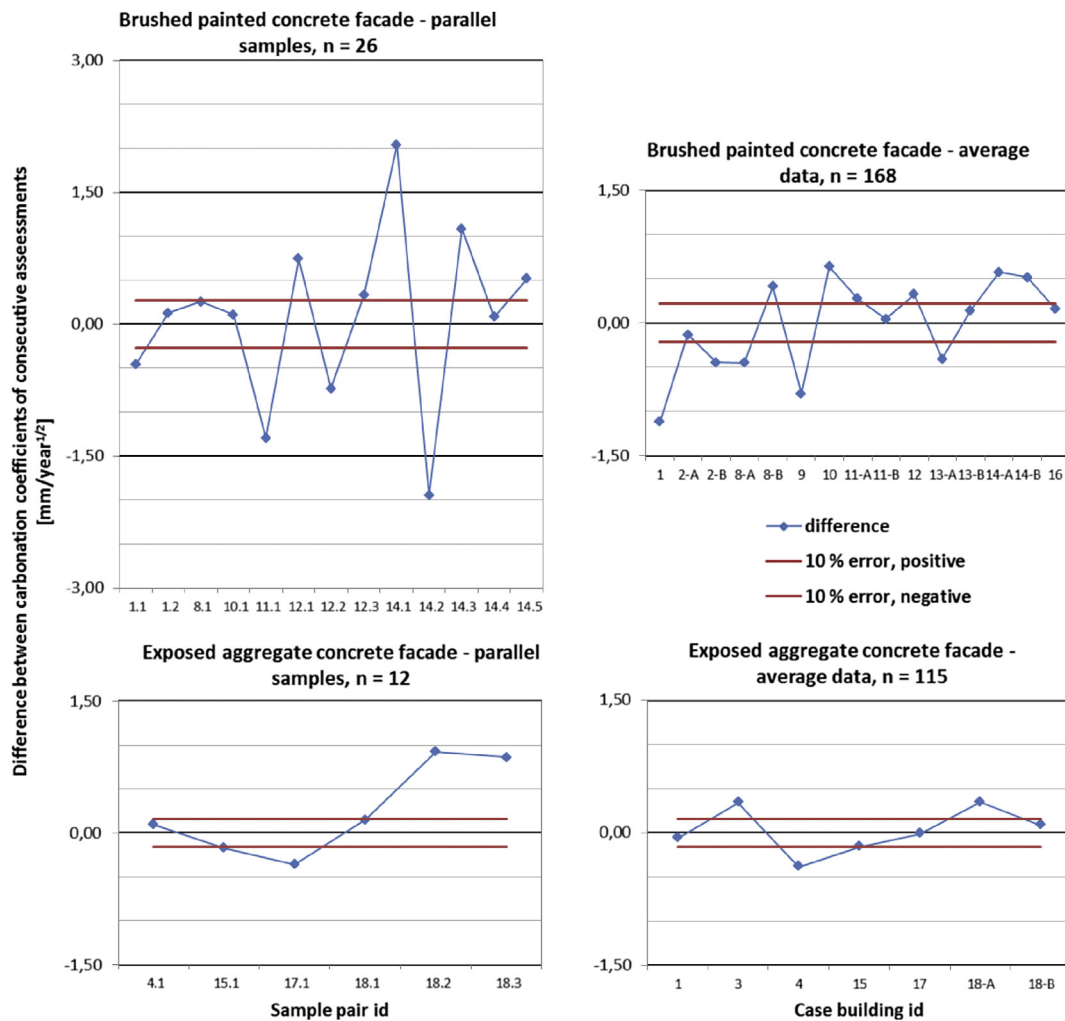 Difference between carbonation coefficients of consecutive asseessments
[mm/year1/2]
Brushed painted concrete facade - parallel
samples, n = 26
3,00
1,50
0,00
-1,50
-3,00
1.1 1.2 8.1 10.1 11.1 12.1 12.2 12.3 14.1 14.2 14.3 14.4 14.5
Brushed painted concrete facade - average
data, n = 168
1,50
0,00
-1,50
1 2-A 2-B 8-A 8-B 9 10 11-A 11-B 12 13-A 13-B 14-A 14-B 16
difference
10 % error, positive
10 % error, negative
Exposed aggregate concrete facade - parallel
samples, n = 12
1,50
0,00
-1,50
4.1 15.1 17.1 18.1 18.2 18.3
Sample pair id
Exposed aggregate concrete facade -
average data, n = 115
1,50
0,00
-1,50
1 3 4 15 17 18-A 18-B
Case building id